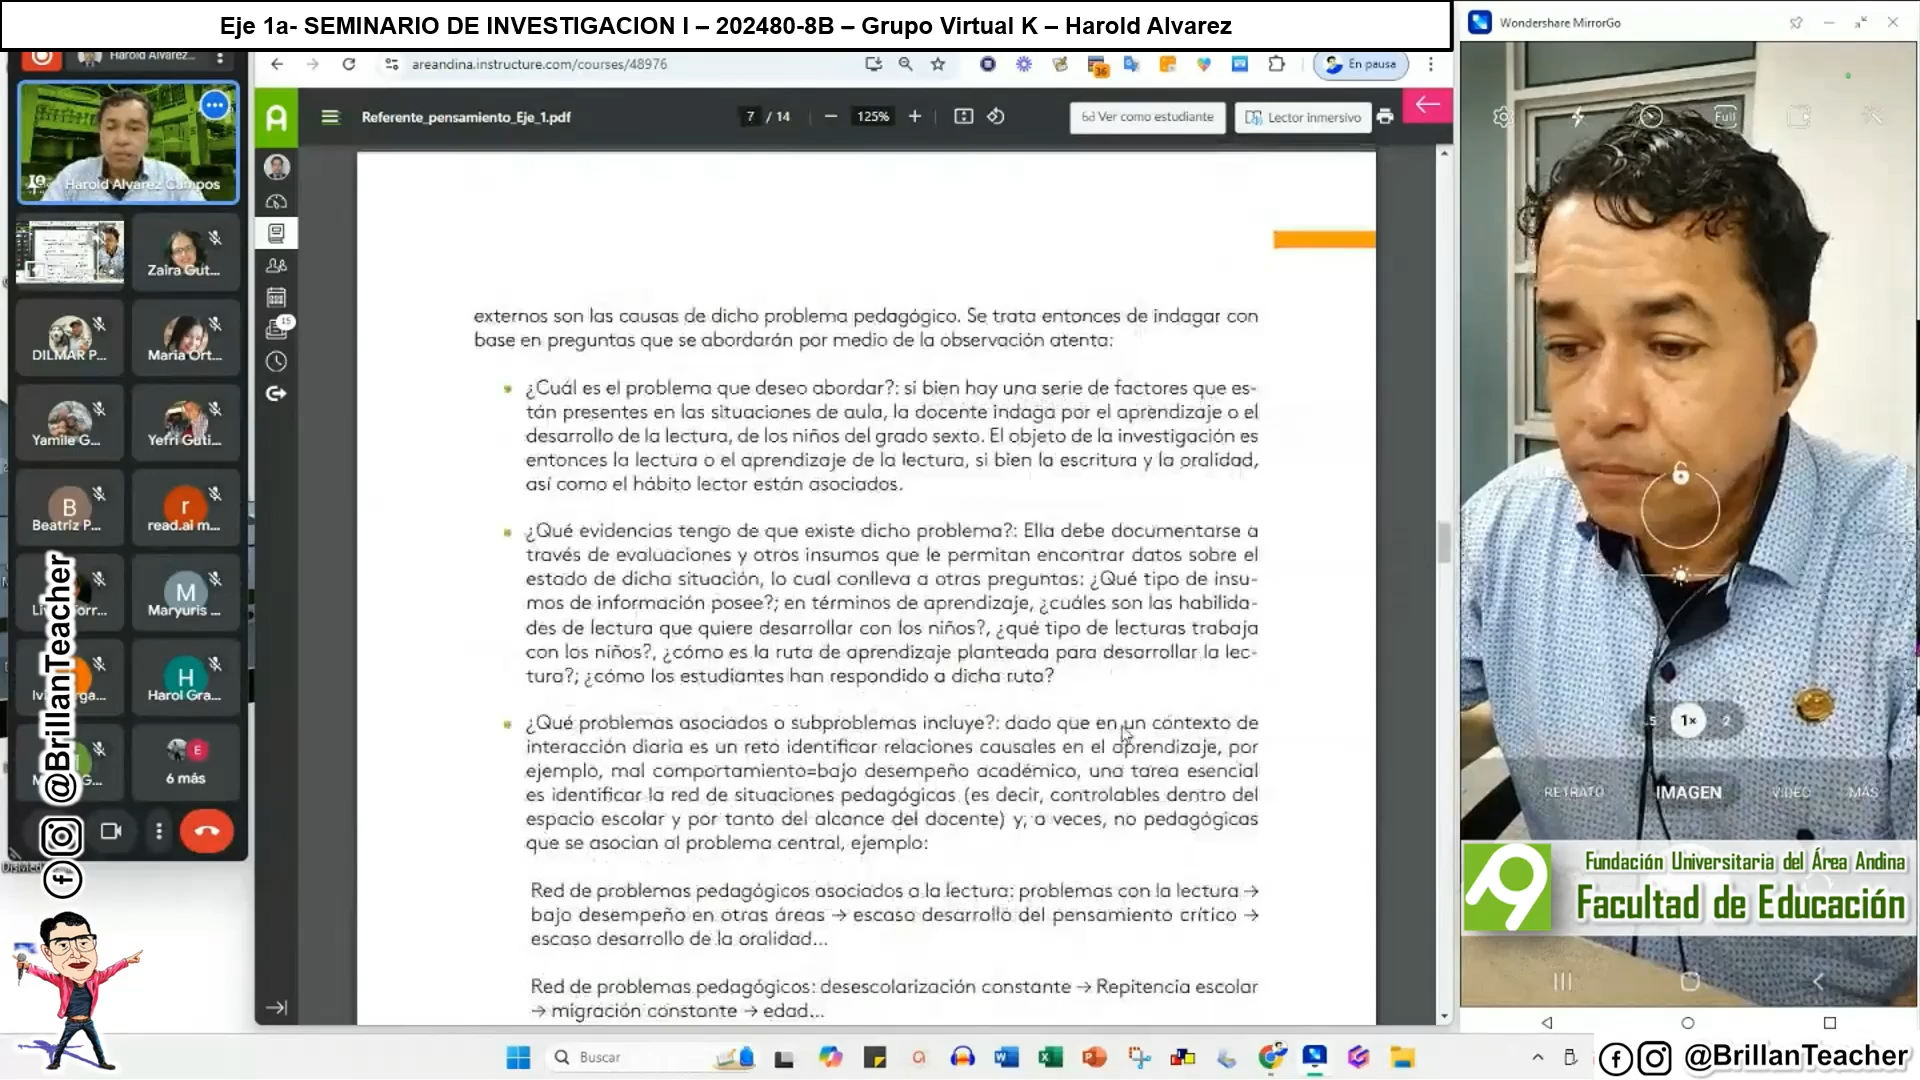 Eje 1a- SEMINARIO DE INVESTIGACION I – 202480-8B – Grupo Virtual K – Harold Alvarez
Wondershare MirrorGo
Harold Alvarez...
areandina.instructure.com/courses/48976
36
En pausa
Referente_pensamiento_Eje_1.pdf
7 / 14
125%
Ver como estudiante
Lector inmersivo
Full
Harold Alvarez Campos
Zaira Gut...
DILMAR P...
Maria Ort...
Yamile G...
Yefri Guti...
B
Beatriz P...
r
read.ai m...
M
Maryuris ...
H
Harol Gra...
E
6 más
15
@BrillanTeacher
externos son las causas de dicho problema pedagógico. Se trata entonces de indagar con
base en preguntas que se abordarán por medio de la observación atenta:
¿Cuál es el problema que deseo abordar?: si bien hay una serie de factores que es-
tán presentes en las situaciones de aula, la docente indaga por el aprendizaje o el
desarrollo de la lectura, de los niños del grado sexto. El objeto de la investigación es
entonces la lectura o el aprendizaje de la lectura, si bien la escritura y la oralidad,
así como el hábito lector están asociados.
¿Qué evidencias tengo de que existe dicho problema?: Ella debe documentarse a
través de evaluaciones y otros insumos que le permitan encontrar datos sobre el
estado de dicha situación, lo cual conlleva a otras preguntas: ¿Qué tipo de insu-
mos de información posee?; en términos de aprendizaje, ¿cuáles son las habilida-
des de lectura que quiere desarrollar con los niños?, ¿qué tipo de lecturas trabaja
con los niños?, ¿cómo es la ruta de aprendizaje planteada para desarrollar la lec-
tura?; ¿cómo los estudiantes han respondido a dicha ruta?
¿Qué problemas asociados o subproblemas incluye?: dado que en un contexto de
interacción diaria es un reto identificar relaciones causales en el aprendizaje, por
ejemplo, mal comportamiento=bajo desempeño académico, una tarea esencial
es identificar la red de situaciones pedagógicas (es decir, controlables dentro del
espacio escolar y por tanto del alcance del docente) y, a veces, no pedagógicas
que se asocian al problema central, ejemplo:
Red de problemas pedagógicos asociados a la lectura: problemas con la lectura →
bajo desempeño en otras áreas → escaso desarrollo del pensamiento crítico →
escaso desarrollo de la oralidad...
Red de problemas pedagógicos: desescolarización constante → Repitencia escolar
→ migración constante → edad...
1× 2
RETRATO IMAGEN VIDEO MÁS
Fundación Universitaria del Área Andina
Facultad de Educación
Buscar
@BrillanTeacher